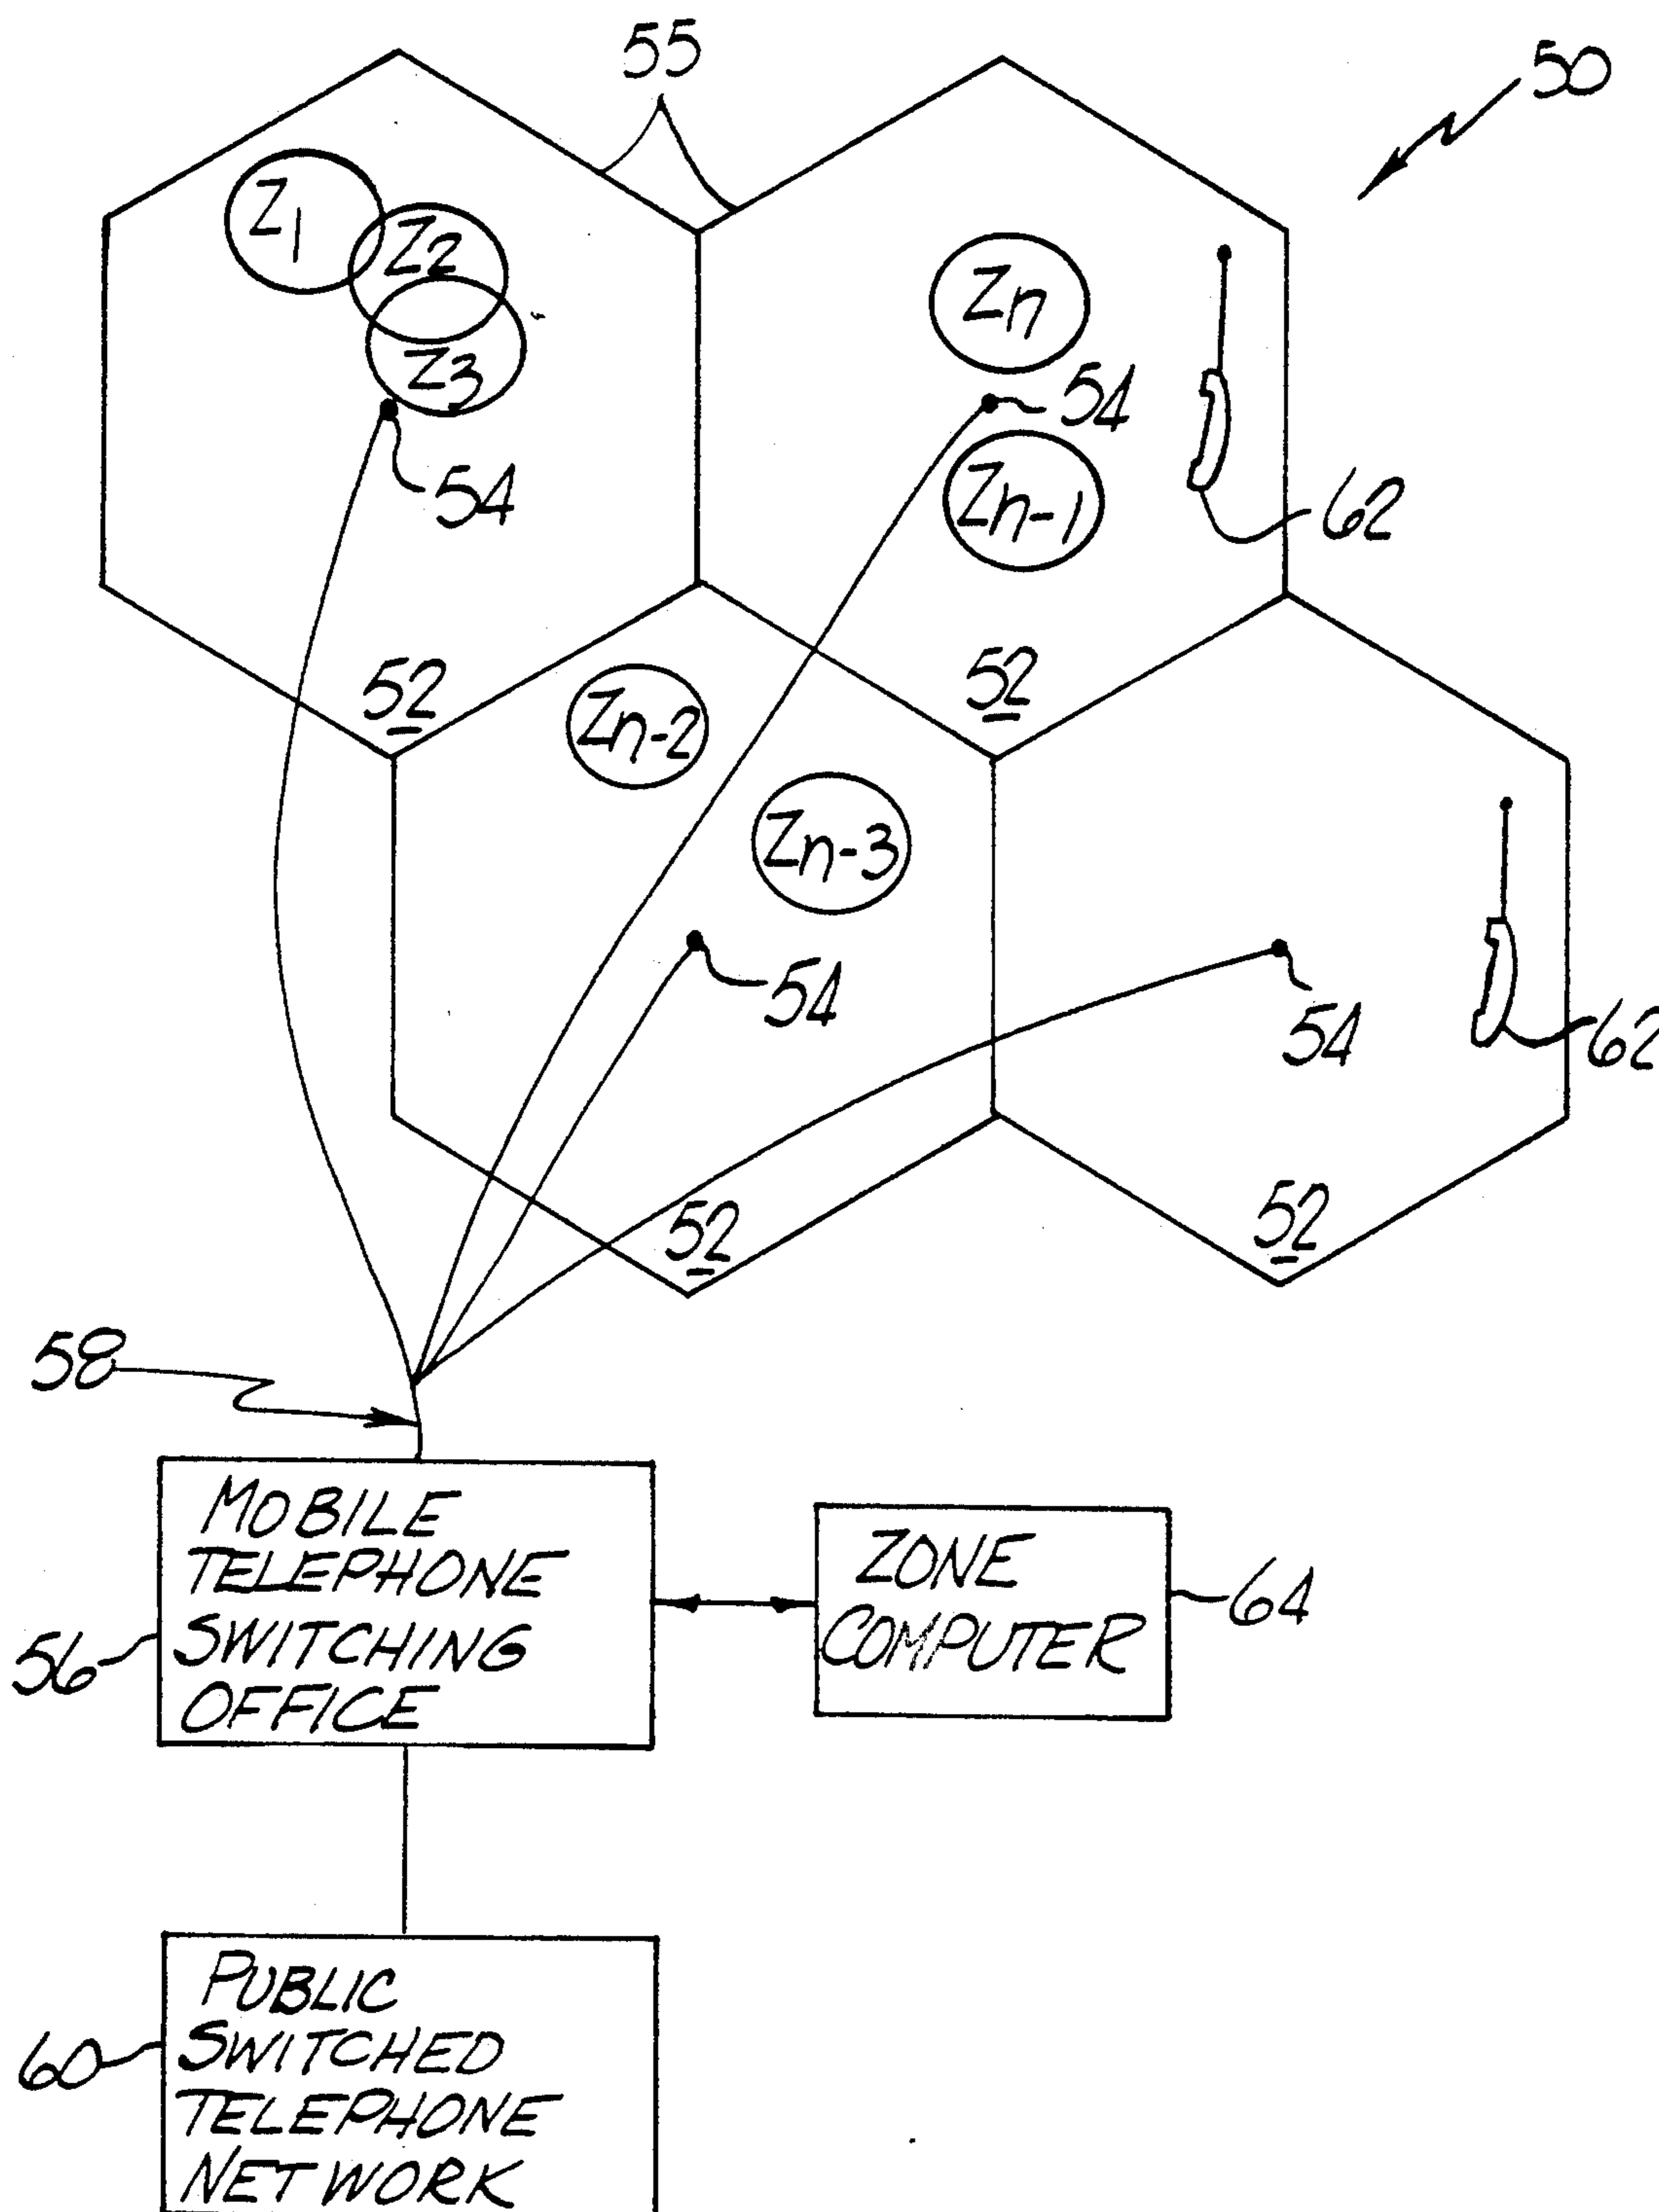 55
50
Z1
Z2
Zn
Z3
54
54
Zn-1
62
52
52
Zn-2
Zn-3
54
54
62
52
52
58
MOBILE
TELEPHONE
SWITCHING
OFFICE
56
ZONE
COMPUTER
64
PUBLIC
SWITCHED
TELEPHONE
NETWORK
60